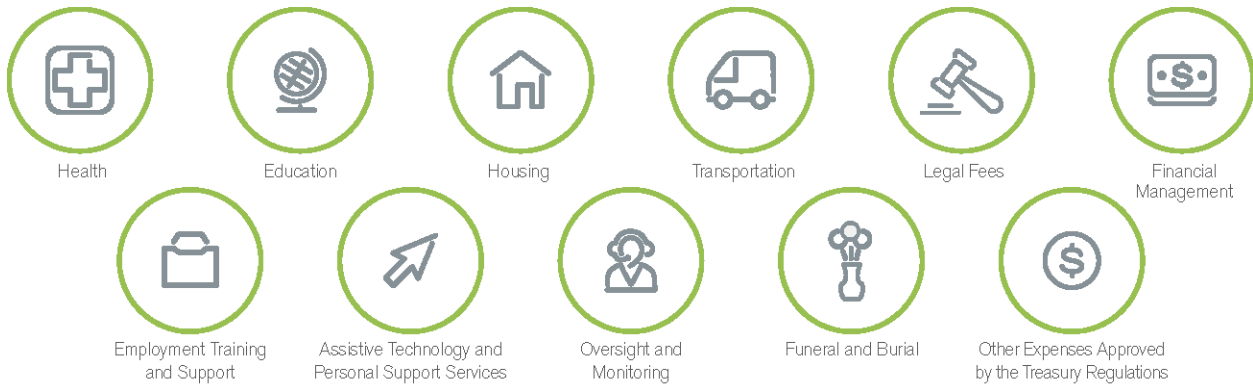 Health
Education
Housing
Transportation
Legal Fees
Financial
Management
Employment Training
and Support
Assistive Technology and
Personal Support Services
Oversight and
Monitoring
Funeral and Burial
Other Expenses Approved
by the Treasury Regulations